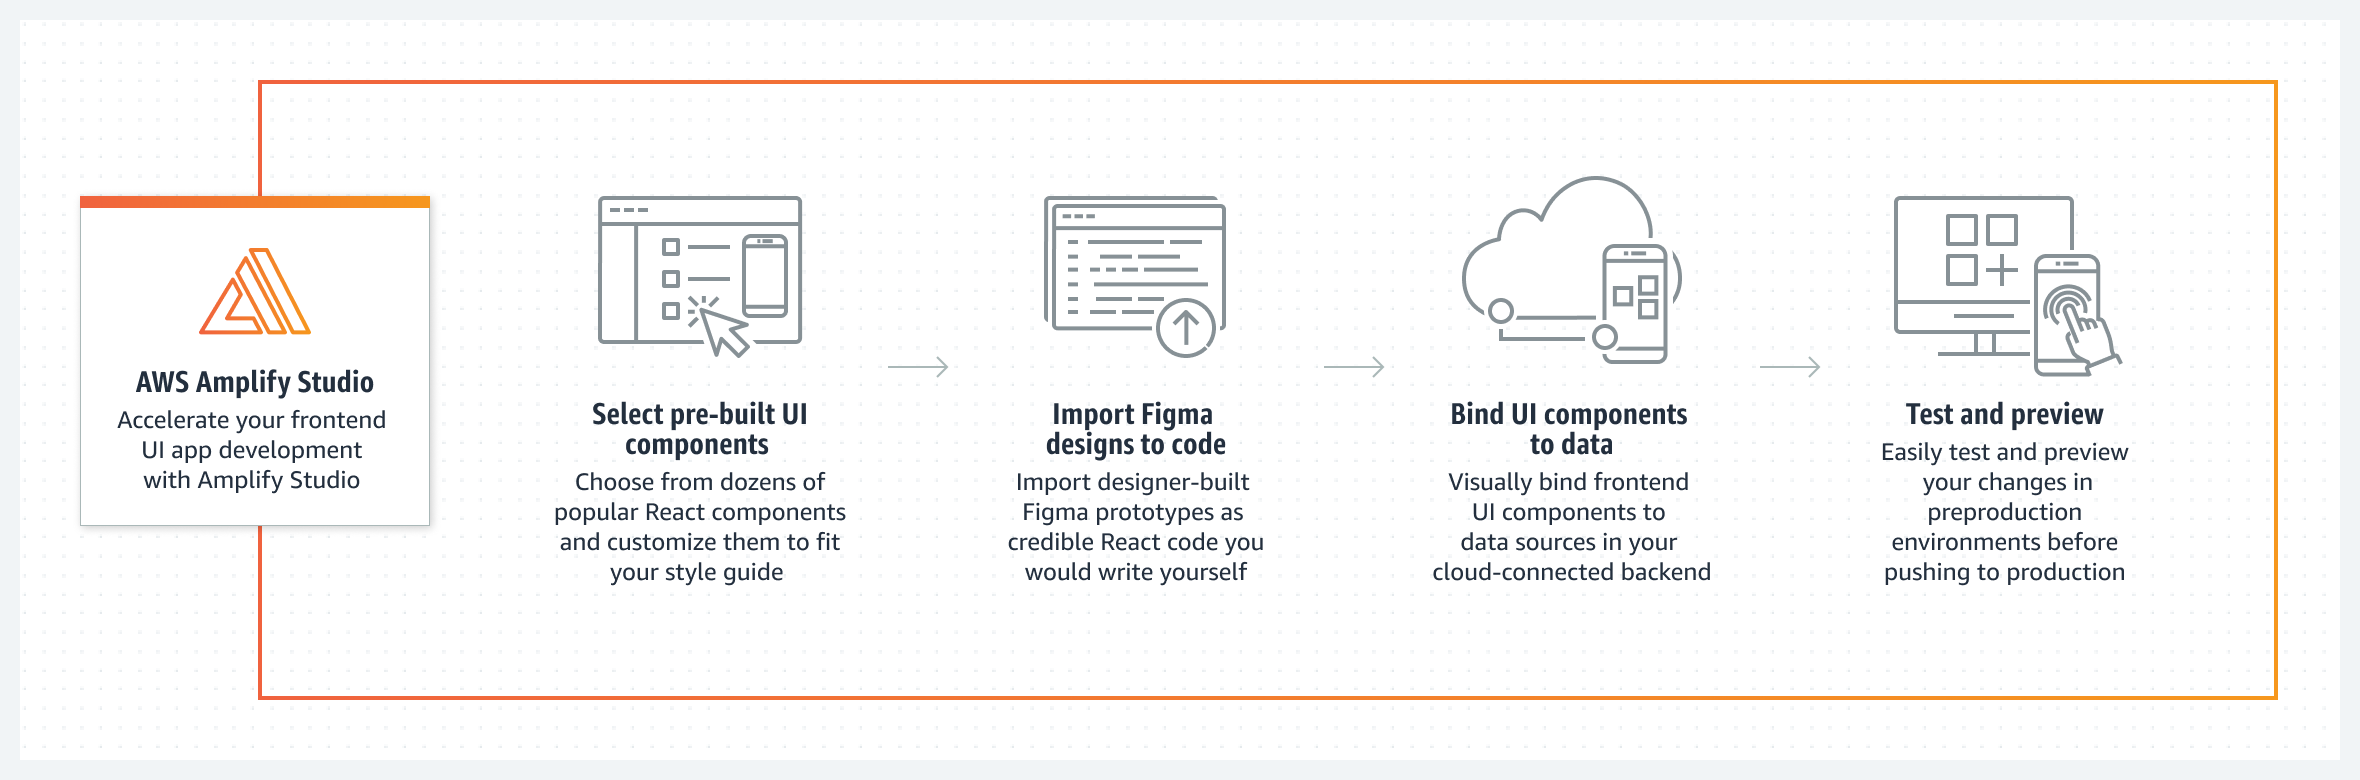 AWS Amplify Studio
Accelerate your frontend
UI app development
with Amplify Studio
Select pre-built UI
components
Choose from dozens of
popular React components
and customize them to fit
your style guide
Import Figma
designs to code
Import designer-built
Figma prototypes as
credible React code you
would write yourself
Bind UI components
to data
Visually bind frontend
UI components to
data sources in your
cloud-connected backend
Test and preview
Easily test and preview
your changes in
preproduction
environments before
pushing to production